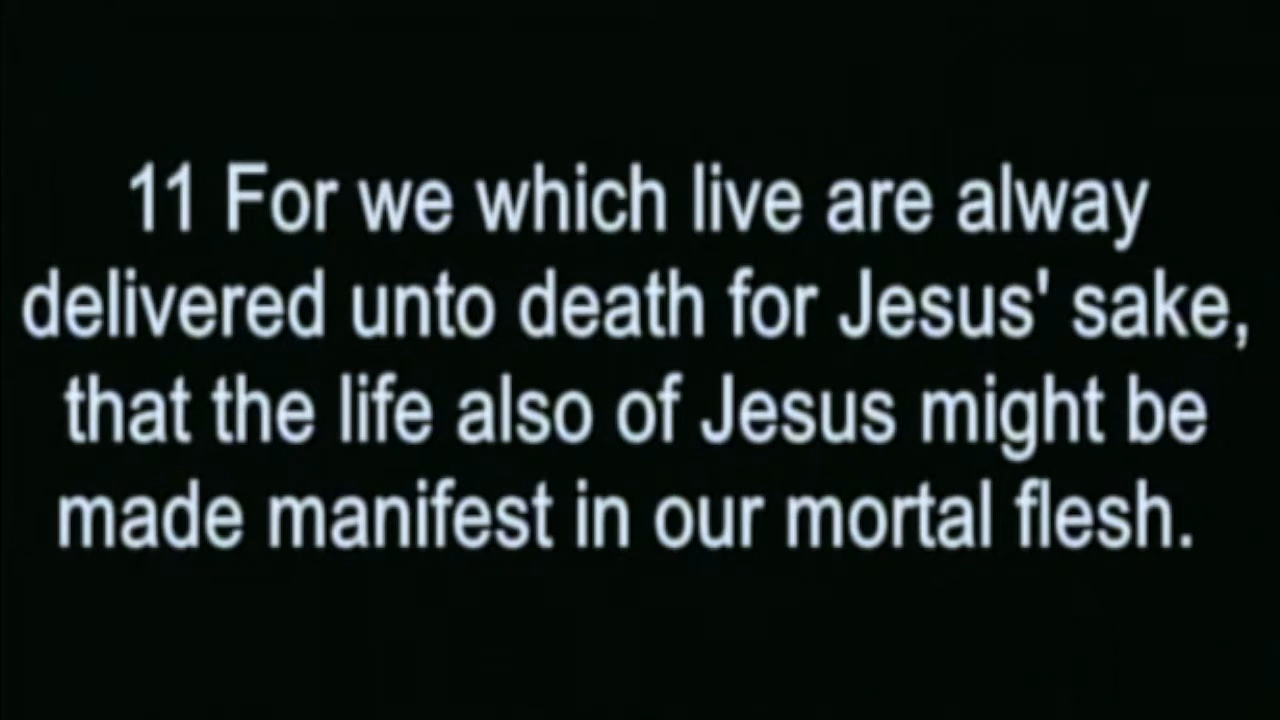 11 For we which live are alway
delivered unto death for Jesus' sake,
that the life also of Jesus might be
made manifest in our mortal flesh.